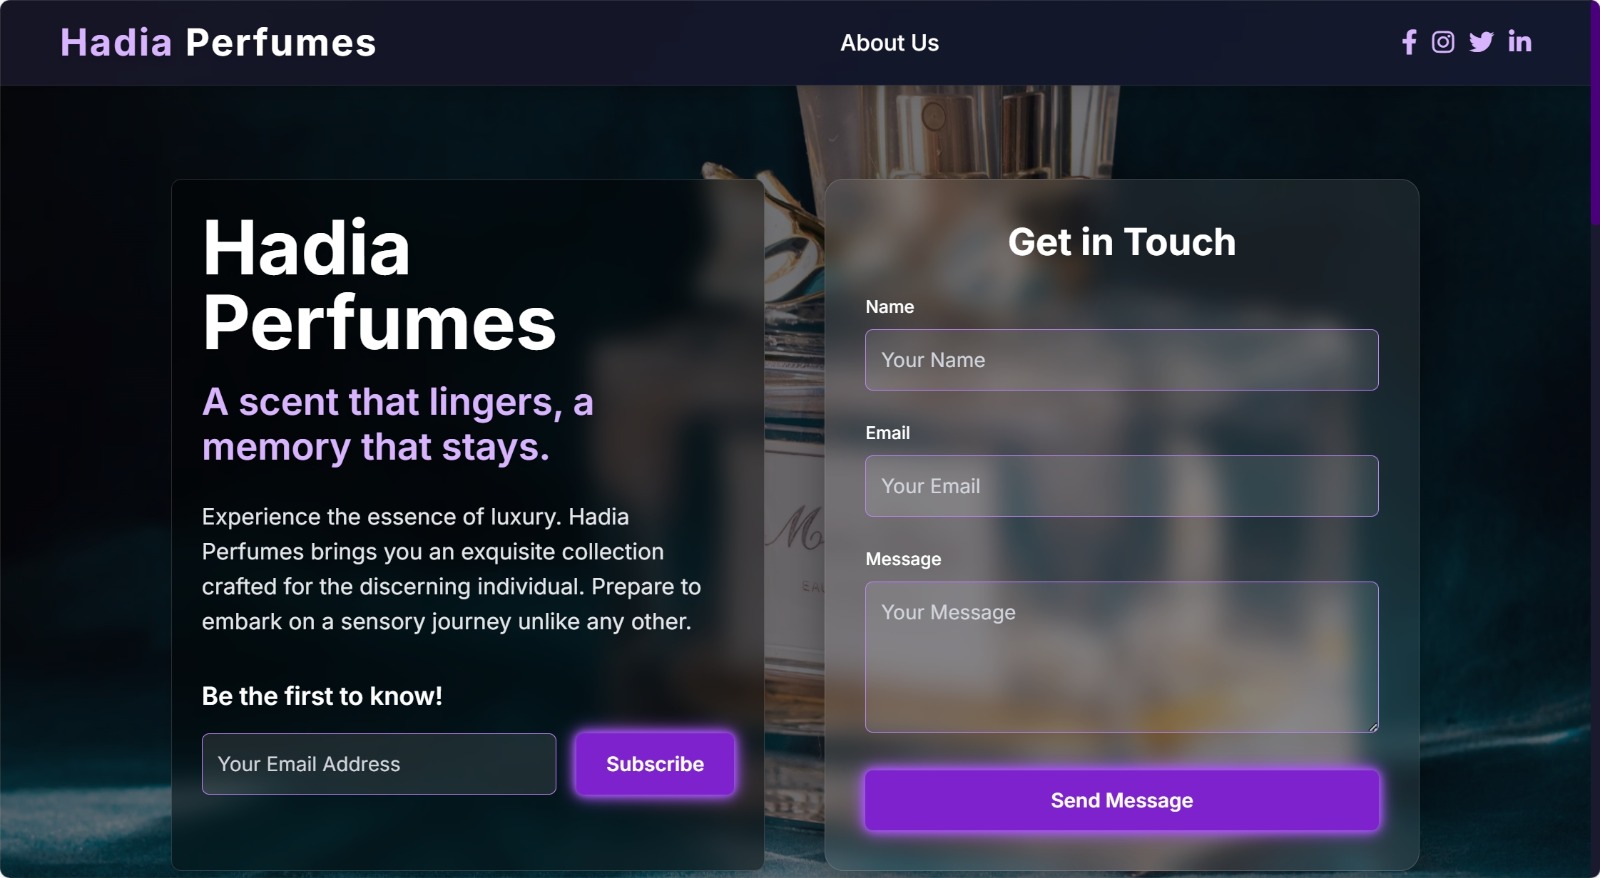 Hadia Perfumes
About Us
Hadia
Perfumes
A scent that lingers, a
memory that stays.
Experience the essence of luxury. Hadia
Perfumes brings you an exquisite collection
crafted for the discerning individual. Prepare to
embark on a sensory journey unlike any other.
Be the first to know!
Your Email Address
Subscribe
Get in Touch
Name
Your Name
Email
Your Email
Message
Your Message
Send Message